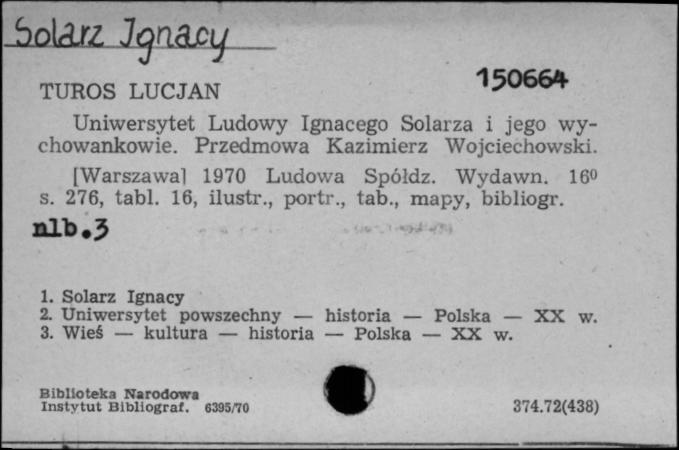 Solarz Ignacy
150664
TUROS LUCJAN
Uniwersytet Ludowy Ignacego Solarza i jego wy-
chowankowie. Przedmowa Kazimierz Wojciechowski.
[Warszawa] 1970 Ludowa Spółdz. Wydawn. 16⁰
s. 276, tabl. 16, ilustr., portr., tab., mapy, bibliogr.
nlb.3
1. Solarz Ignacy
2. Uniwersytet powszechny — historia — Polska — XX w.
3. Wieś — kultura — historia — Polska — XX w.
Biblioteka Narodowa
Instytut Bibliograf. 6395/70
374.72(438)